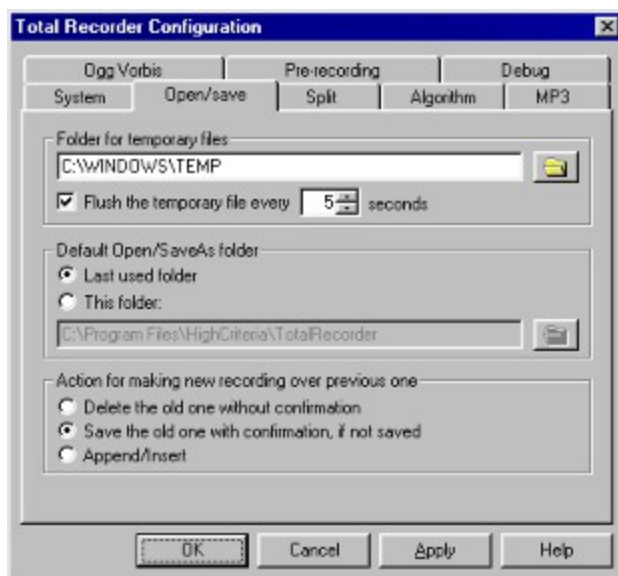 Total Recorder Configuration
Ogg Vorbis Pre-recording Debug
System Open/save Split Algorithm MP3
Folder for temporary files
C:\WINDOWS\TEMP
Flush the temporary file every 5 seconds
Default Open/SaveAs folder
Last used folder
This folder:
C:\Program Files\HighCriteria\TotalRecorder
Action for making new recording over previous one
Delete the old one without confirmation
Save the old one with confirmation, if not saved
Append/Insert
OK Cancel Apply Help